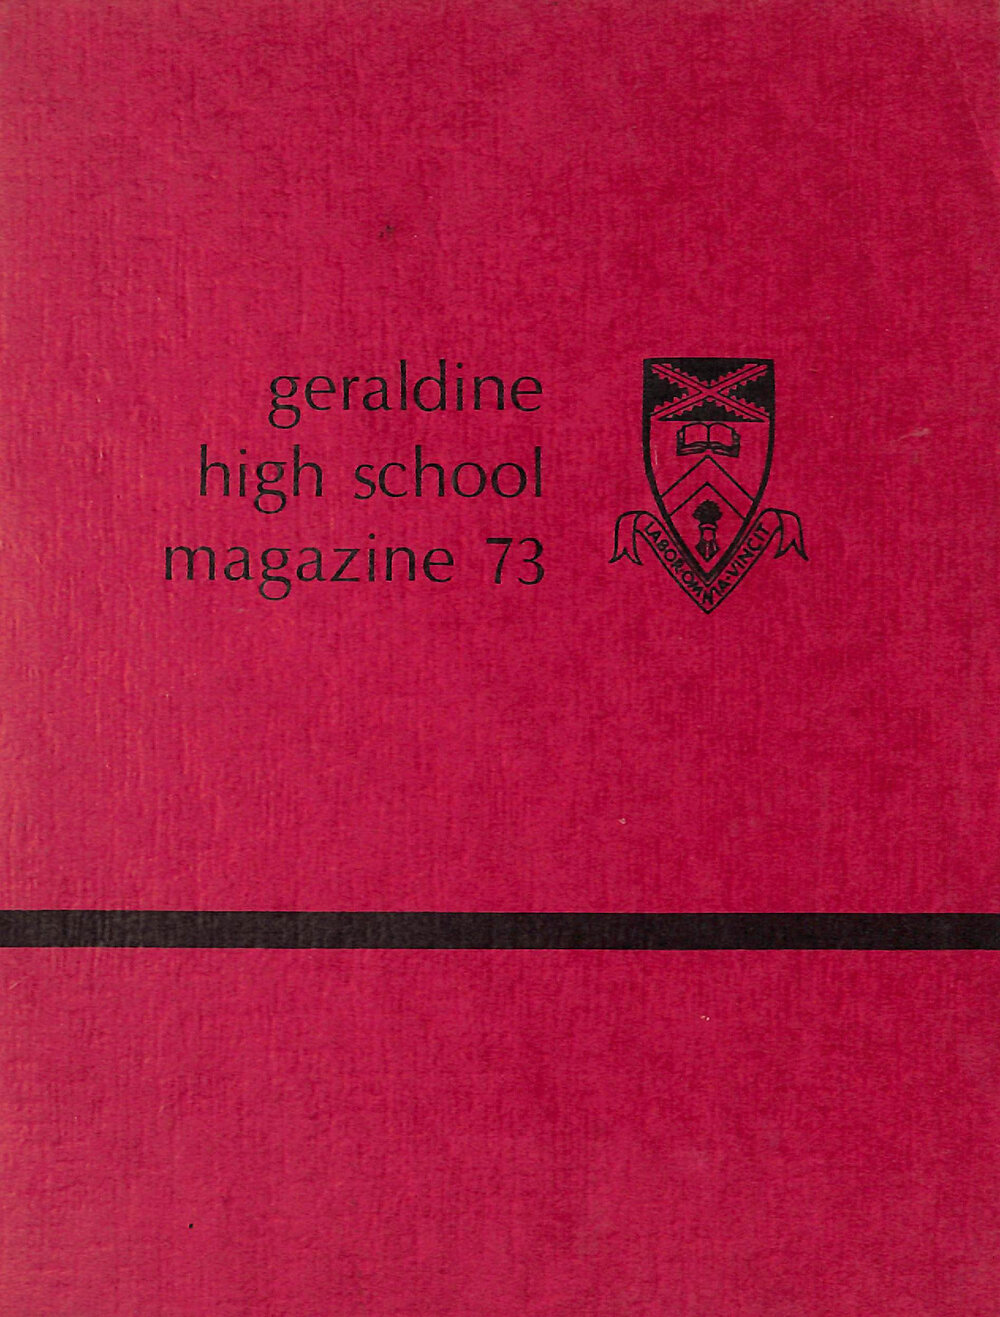 geraldine
high school
magazine 73
LABOR·OMNIA·VINCIT